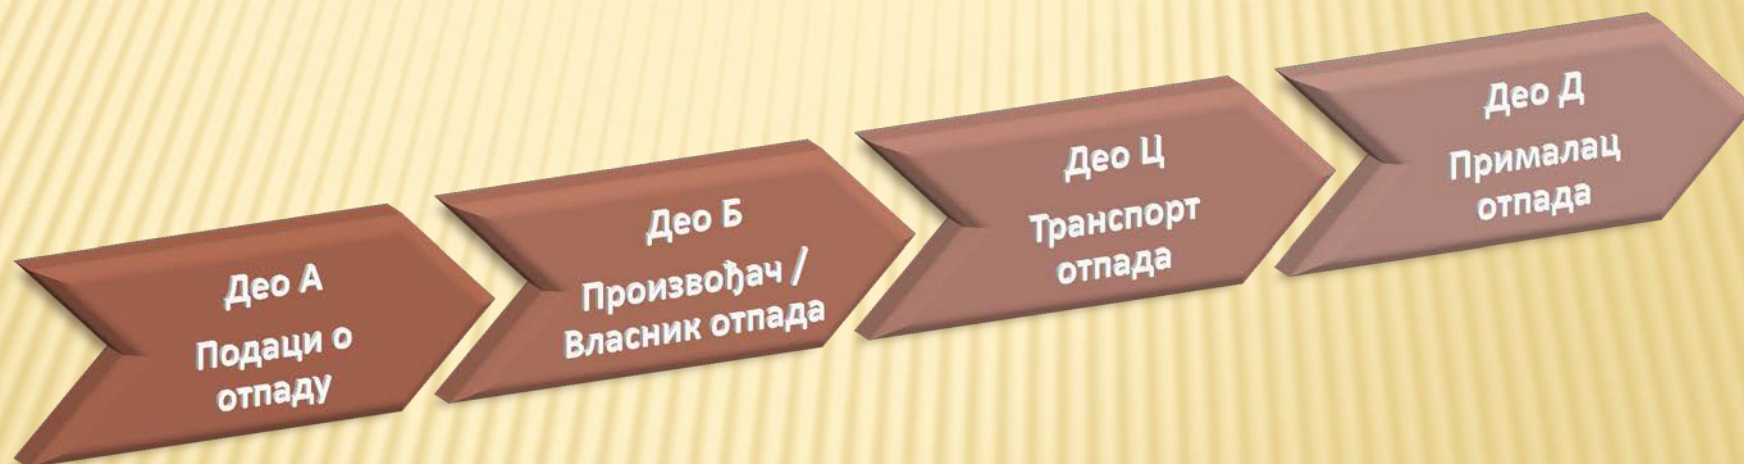 Део А
Подаци о
отпаду
Део Б
Произвођач /
Власник отпада
Део Ц
Транспорт
отпада
Део Д
Прималац
отпада